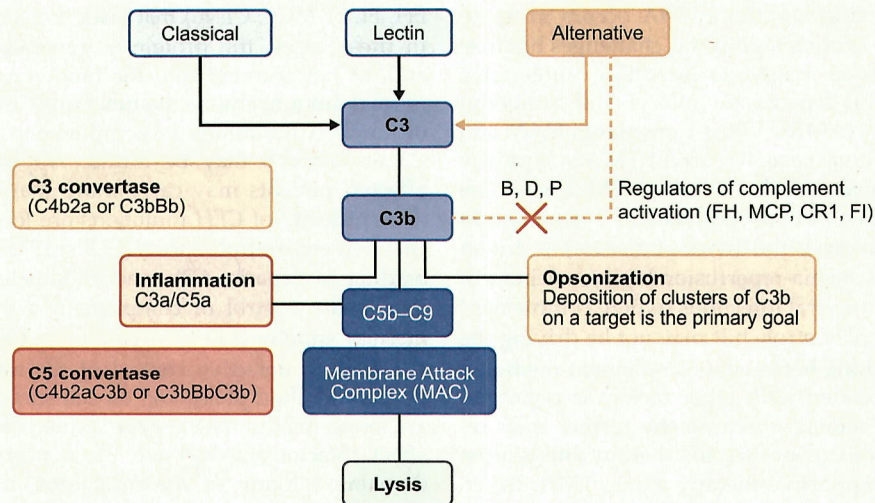 Classical
Lectin
Alternative
C3
C3 convertase
(C4b2a or C3bBb)
B, D, P
Regulators of complement
activation (FH, MCP, CR1, FI)
C3b
Inflammation
C3a/C5a
Opsonization
Deposition of clusters of C3b
on a target is the primary goal
C5b–C9
C5 convertase
(C4b2aC3b or C3bBbC3b)
Membrane Attack
Complex (MAC)
Lysis